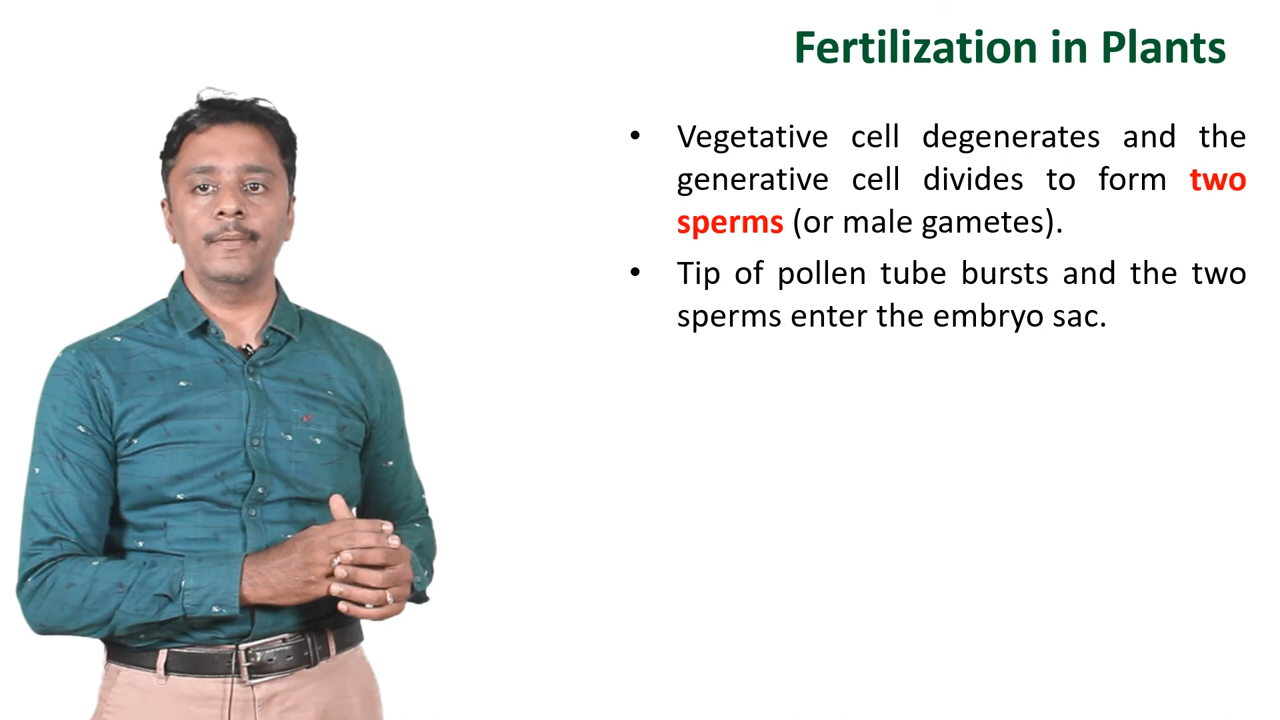 Fertilization in Plants
• Vegetative cell degenerates and the
generative cell divides to form two
sperms (or male gametes).
• Tip of pollen tube bursts and the two
sperms enter the embryo sac.